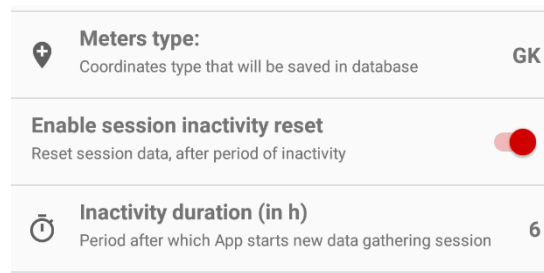 Meters type:
Coordinates type that will be saved in database
GK
Enable session inactivity reset
Reset session data, after period of inactivity
Inactivity duration (in h)
Period after which App starts new data gathering session
6